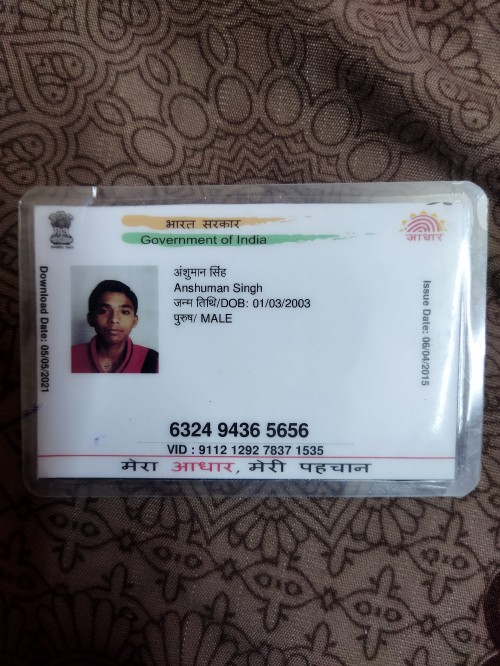 भारत सरकार
Government of India
आधार
Download Date: 05/05/2021
अंशुमान सिंह
Anshuman Singh
जन्म तिथि/DOB: 01/03/2003
पुरुष/ MALE
Issue Date: 06/04/2015
6324 9436 5656
VID : 9112 1292 7837 1535
मेरा आधार, मेरी पहचान